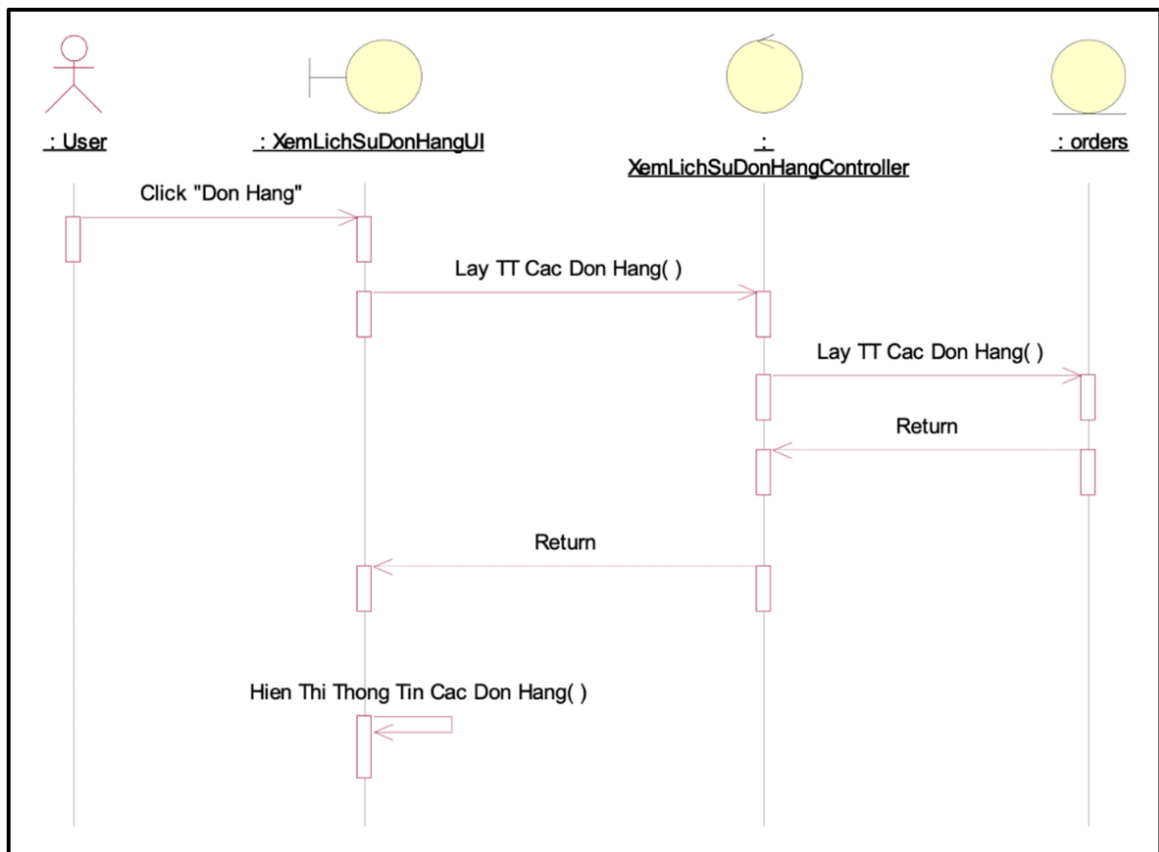 : User
: XemLichSuDonHangUI
:
XemLichSuDonHangController
: orders
Click "Don Hang"
Lay TT Cac Don Hang( )
Lay TT Cac Don Hang( )
Return
Return
Hien Thi Thong Tin Cac Don Hang( )